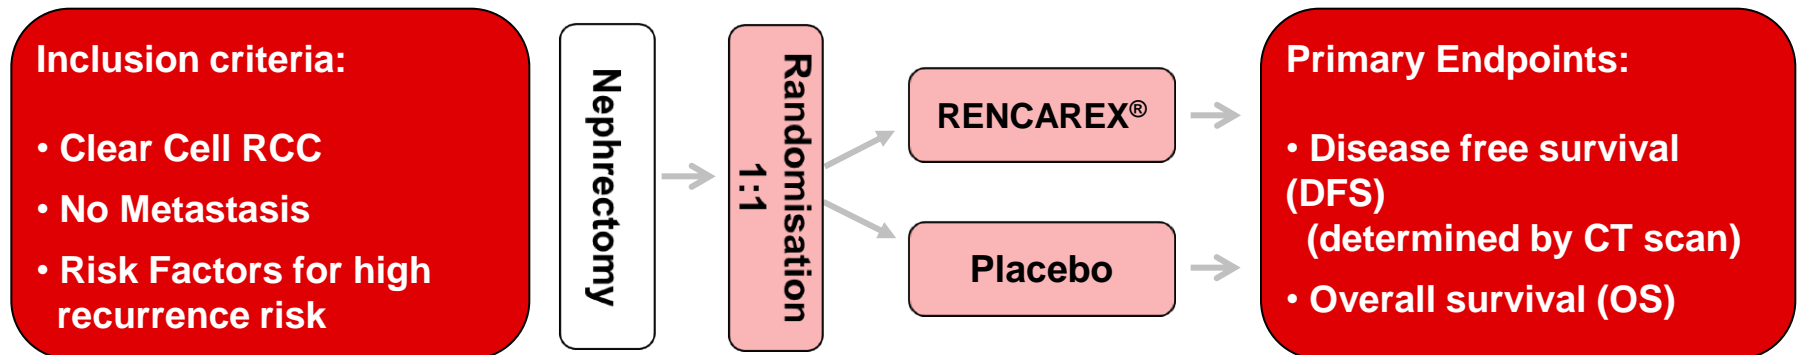 Inclusion criteria:
• Clear Cell RCC
• No Metastasis
• Risk Factors for high
recurrence risk
Nephrectomy
Randomisation
1:1
RENCAREX®
Placebo
Primary Endpoints:
• Disease free survival
(DFS)
(determined by CT scan)
• Overall survival (OS)